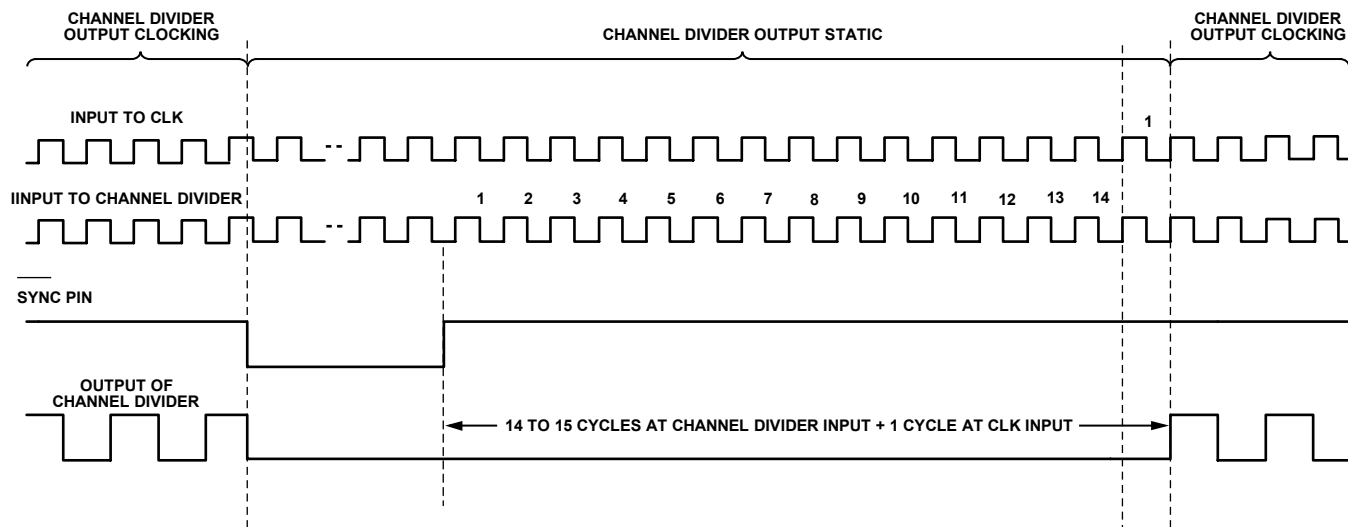 CHANNEL DIVIDER
OUTPUT CLOCKING
CHANNEL DIVIDER OUTPUT STATIC
CHANNEL DIVIDER
OUTPUT CLOCKING
INPUT TO CLK
1
IINPUT TO CHANNEL DIVIDER
1 2 3 4 5 6 7 8 9 10 11 12 13 14
SYNC PIN
OUTPUT OF
CHANNEL DIVIDER
14 TO 15 CYCLES AT CHANNEL DIVIDER INPUT + 1 CYCLE AT CLK INPUT